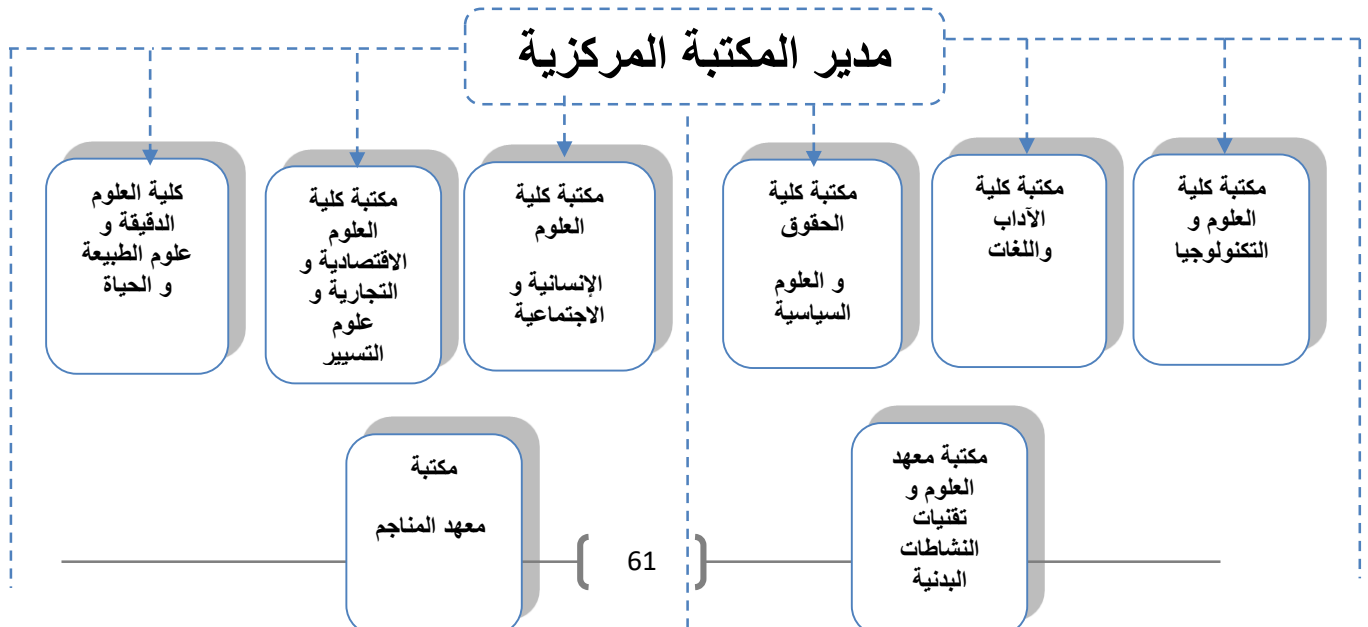 مدير المكتبة المركزية
مكتبة كلية
العلوم و
التكنولوجيا
مكتبة كلية
الآداب
واللغات
مكتبة كلية
الحقوق
و العلوم
السياسية
مكتبة كلية
العلوم
الإنسانية و
الاجتماعية
مكتبة كلية
العلوم
الاقتصادية و
التجارية و
علوم
التسيير
كلية العلوم
الدقيقة و
علوم الطبيعة
و الحياة
مكتبة معهد
العلوم و
تقنيات
النشاطات
البدنية
مكتبة
معهد المناجم
61